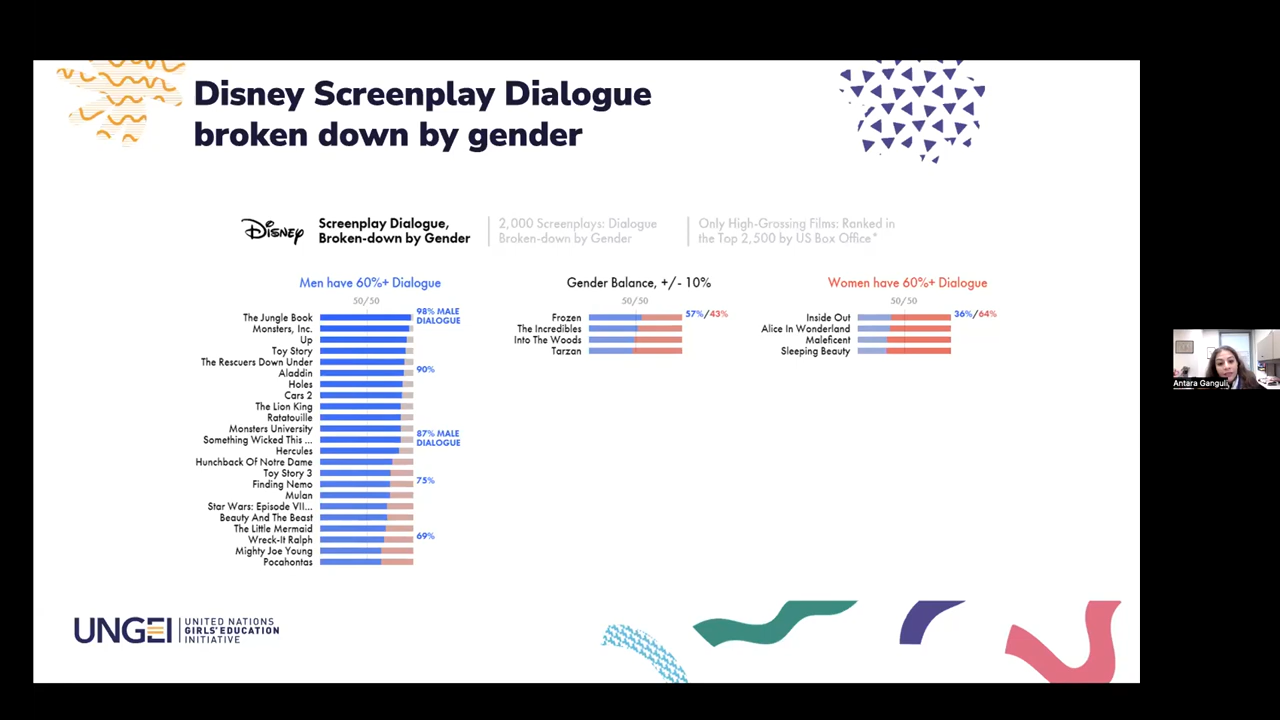 Disney Screenplay Dialogue
broken down by gender
Disney
Screenplay Dialogue,
Broken-down by Gender
2,000 Screenplays: Dialogue
Broken-down by Gender
Only High-Grossing Films: Ranked in
the Top 2,500 by US Box Office*
Men have 60%+ Dialogue
50/50
The Jungle Book
98% MALE
DIALOGUE
Monsters, Inc.
Up
Toy Story
The Rescuers Down Under
Aladdin
90%
Holes
Cars 2
The Lion King
Ratatouille
Monsters University
Something Wicked This ...
87% MALE
DIALOGUE
Hercules
Hunchback Of Notre Dame
Toy Story 3
Finding Nemo
75%
Mulan
Star Wars: Episode VII...
Beauty And The Beast
The Little Mermaid
Wreck-It Ralph
69%
Mighty Joe Young
Pocahontas
Gender Balance, +/- 10%
50/50
Frozen
57%/43%
The Incredibles
Into The Woods
Tarzan
Women have 60%+ Dialogue
50/50
Inside Out
36%/64%
Alice In Wonderland
Maleficent
Sleeping Beauty
Antara Ganguli
UNGEI
UNITED NATIONS
GIRLS' EDUCATION
INITIATIVE